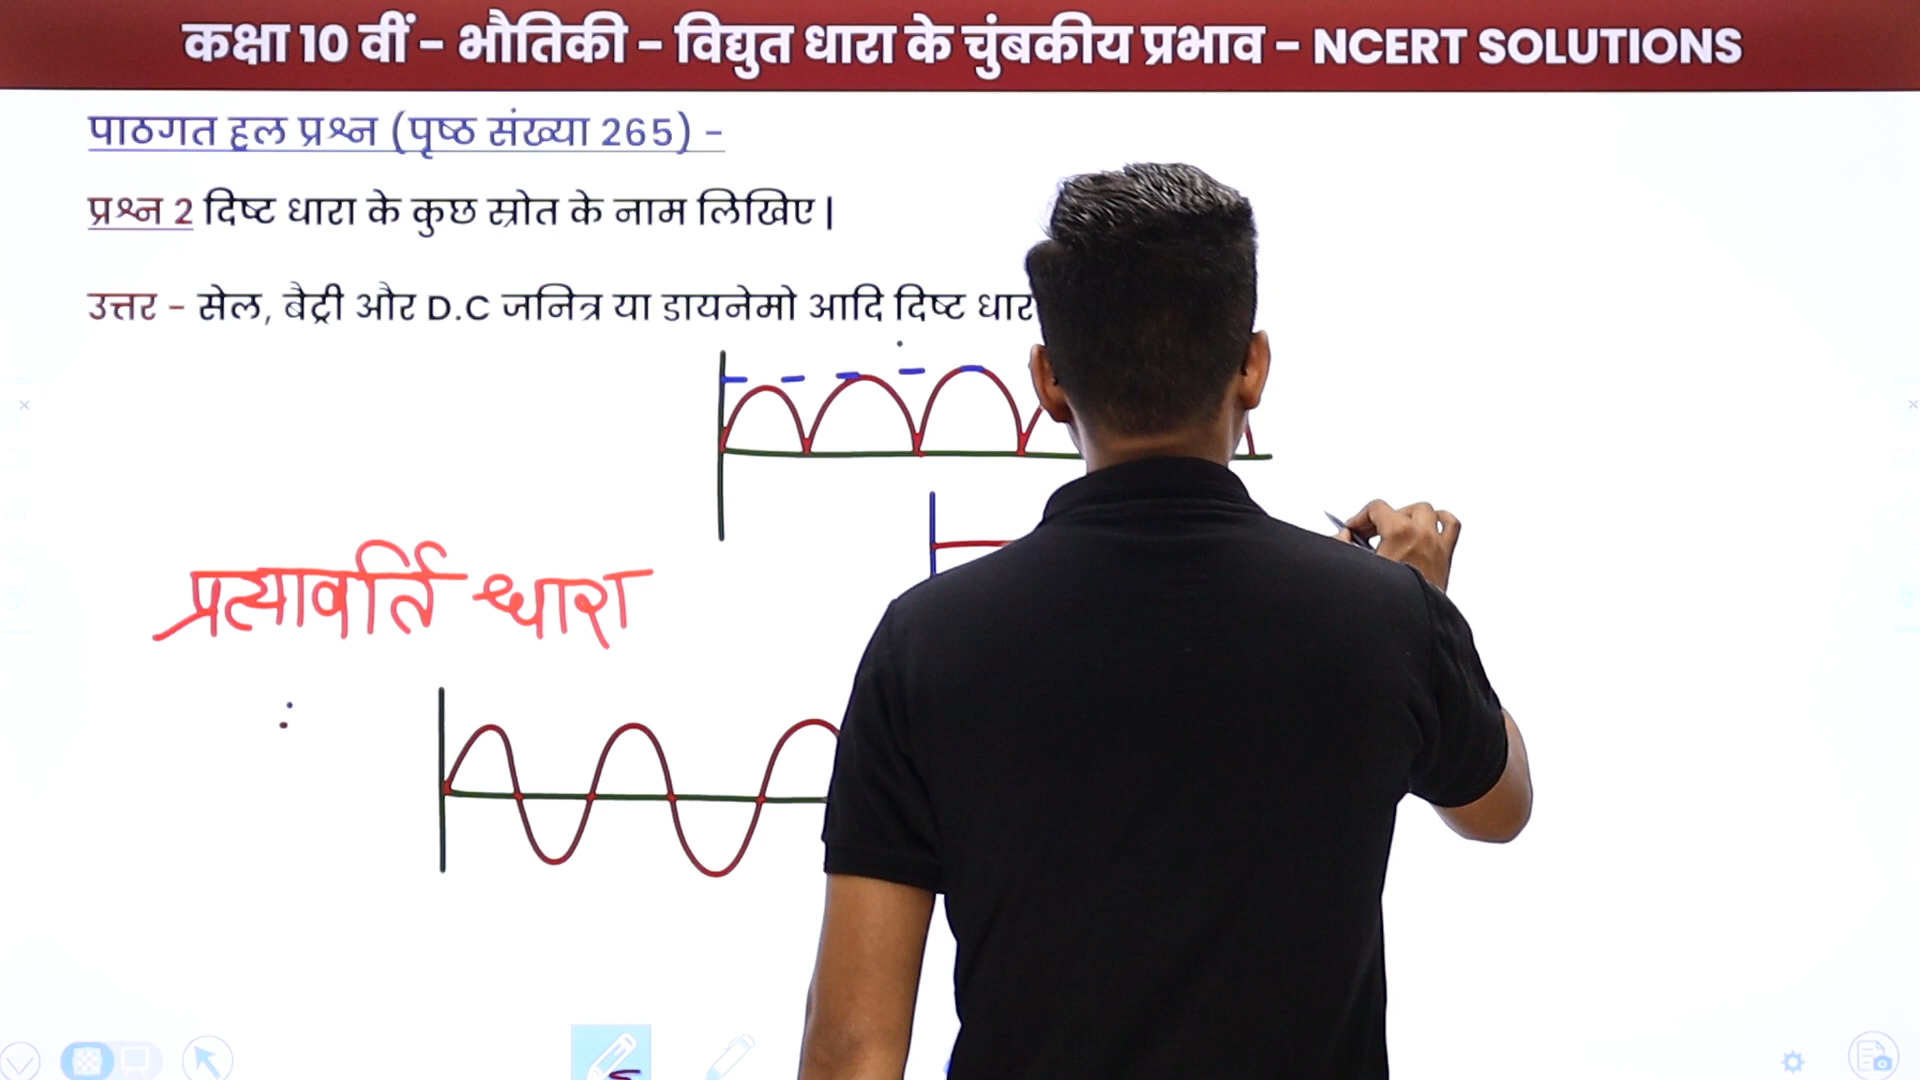 कक्षा 10 वीं - भौतिकी - विद्युत धारा के चुंबकीय प्रभाव - NCERT SOLUTIONS
पाठगत हल प्रश्न (पृष्ठ संख्या 265) -
प्रश्न 2 दिष्ट धारा के कुछ स्रोत के नाम लिखिए |
उत्तर - सेल, बैट्री और D.C जनित्र या डायनेमो आदि दिष्ट
प्रत्यावर्ति धारा